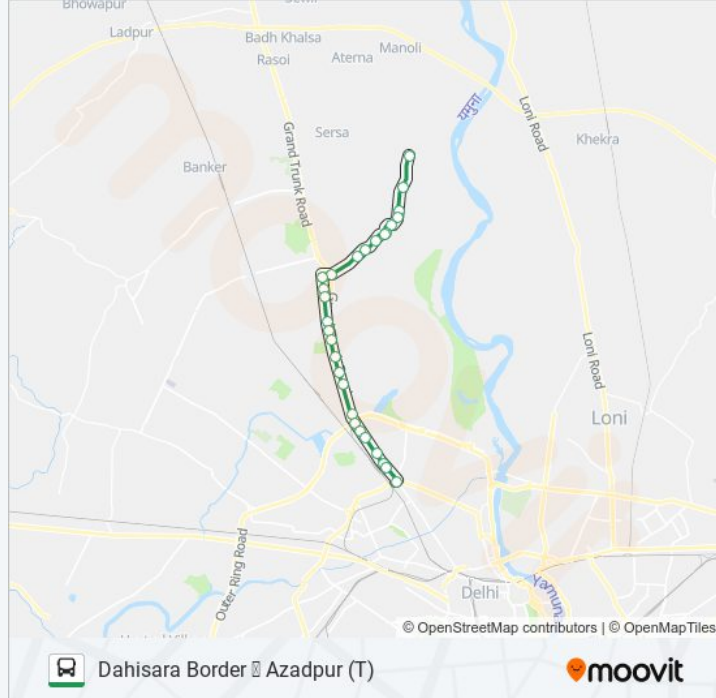 Bhowapur
Ladpur
Badh Khalsa
Manoli
Aterna
Rasoi
यमुना
Loni Road
Sersa
Grand Trunk Road
Khekra
Banker
Loni Road
Loni
Outer Ring Road
Delhi
Yamun
© OpenStreetMap contributors | © OpenMapTiles
Dahisara Border Azadpur (T)
moovit